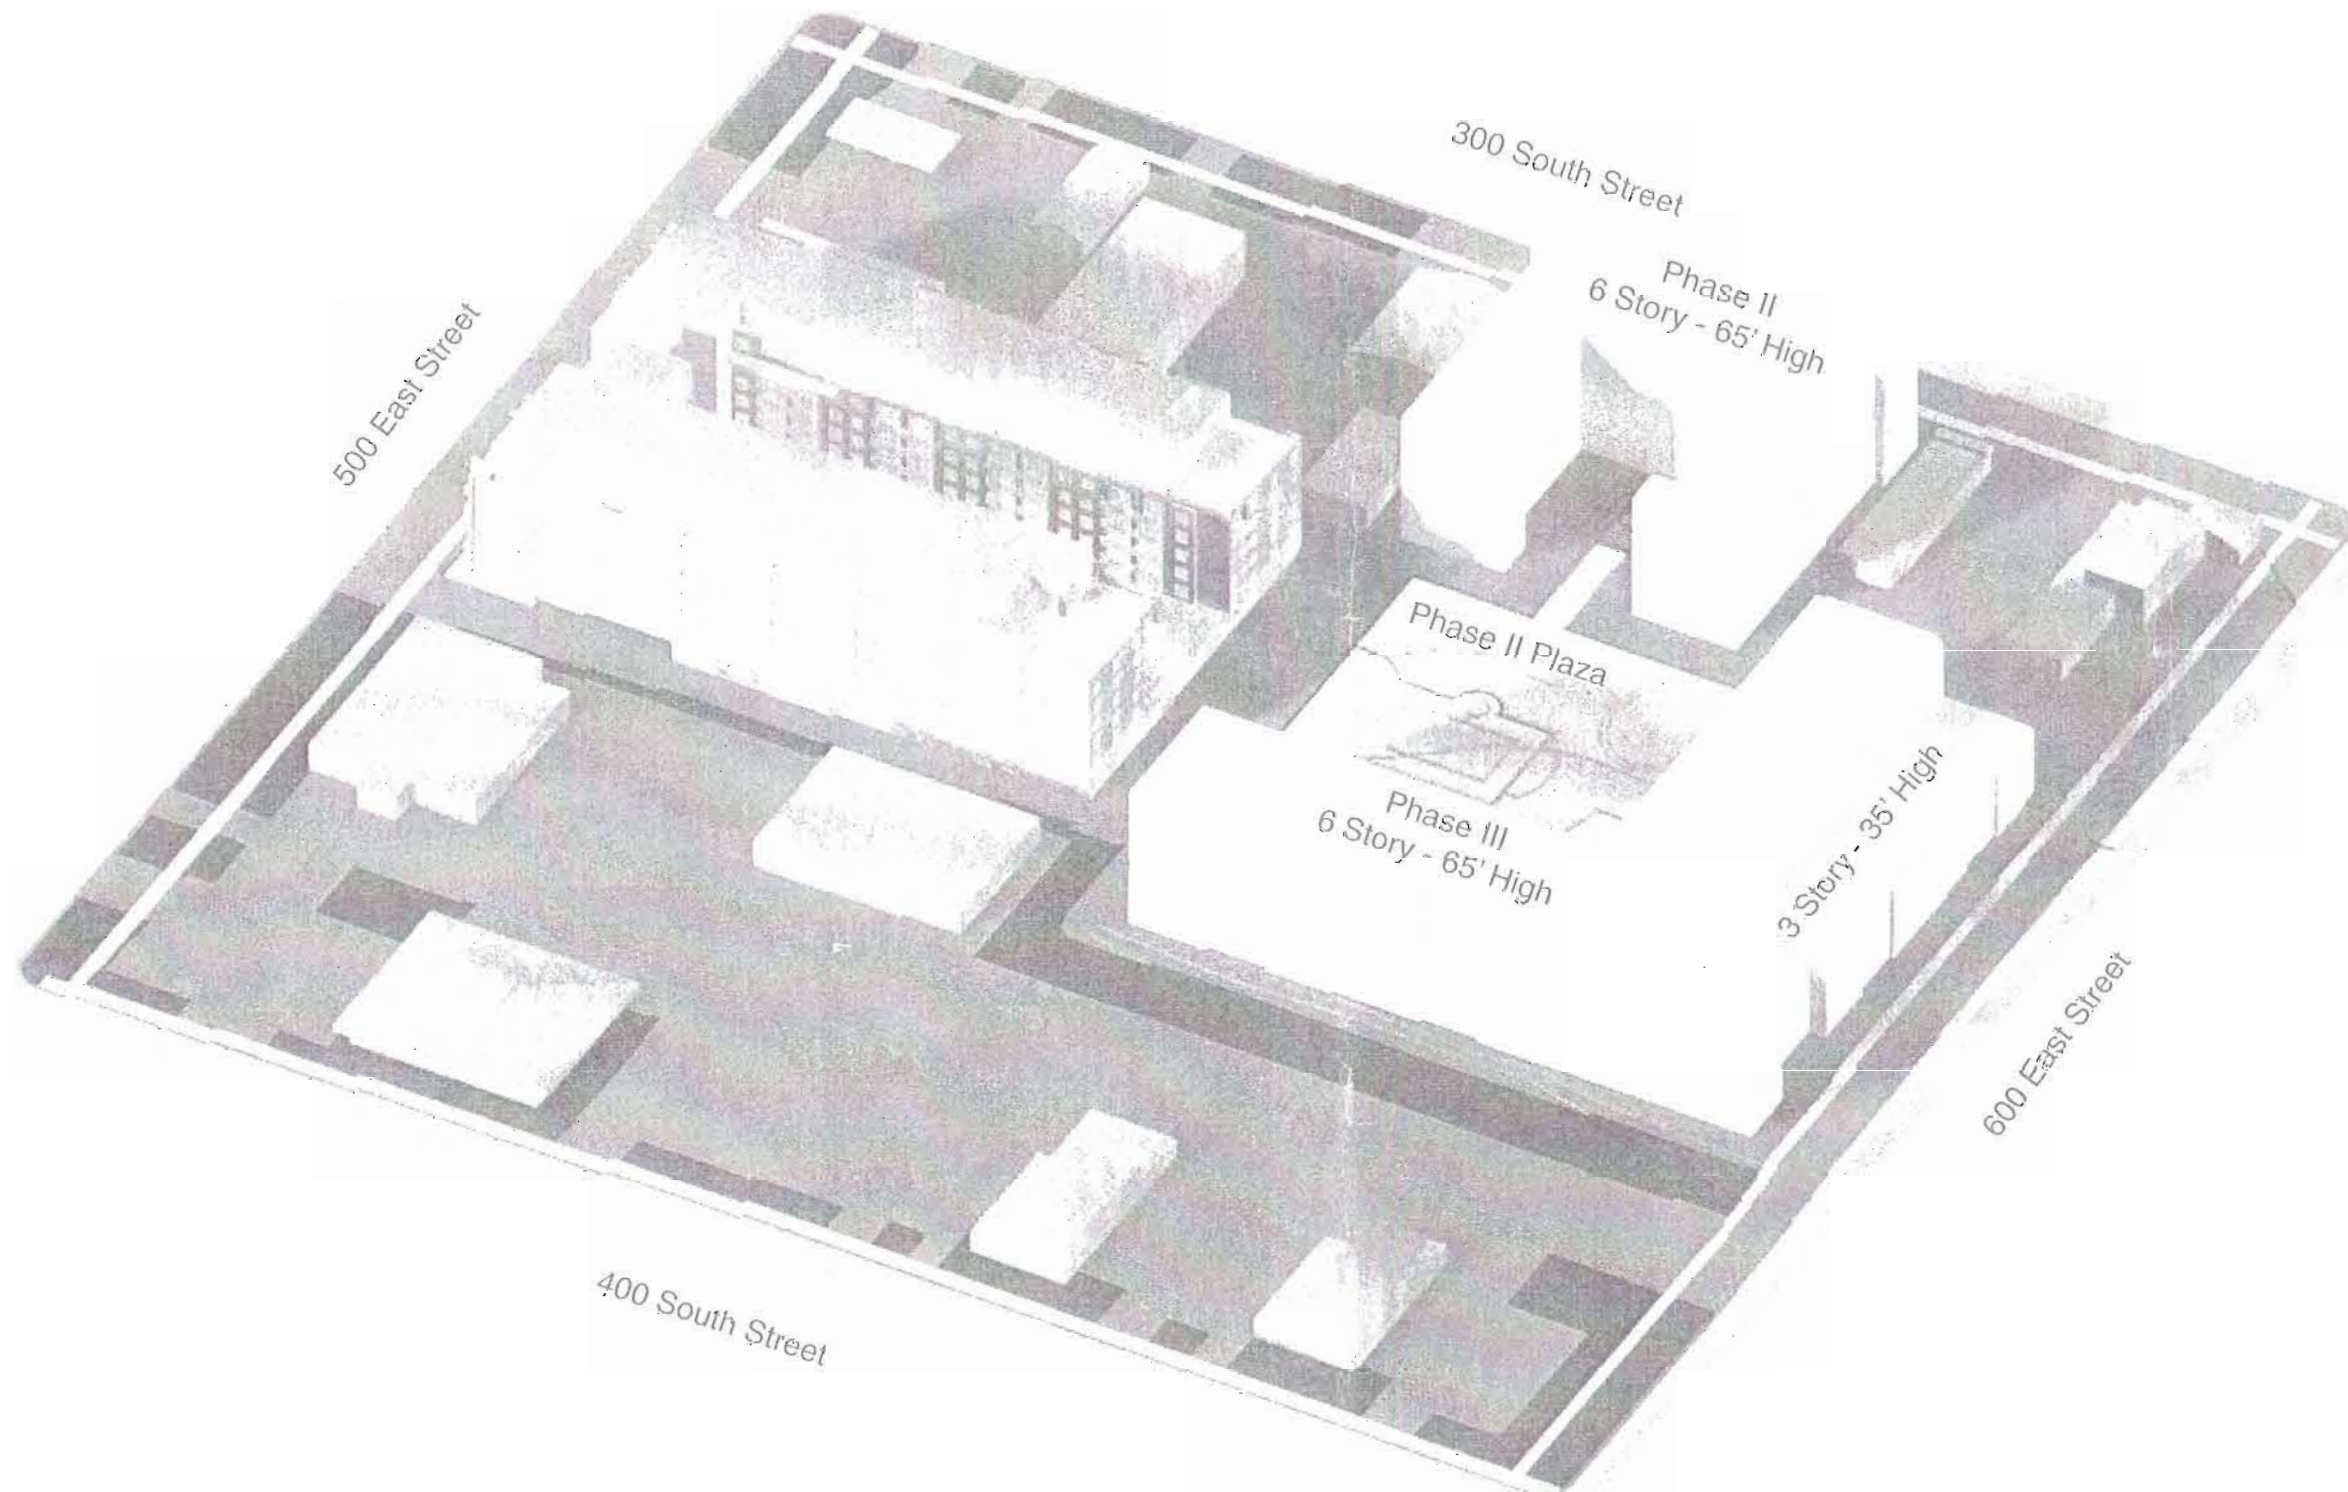 300 South Street
Phase II
6 Story - 65' High
500 East Street
Phase II Plaza
Phase III
6 Story - 65' High
3 Story - 35' High
600 East Street
400 South Street